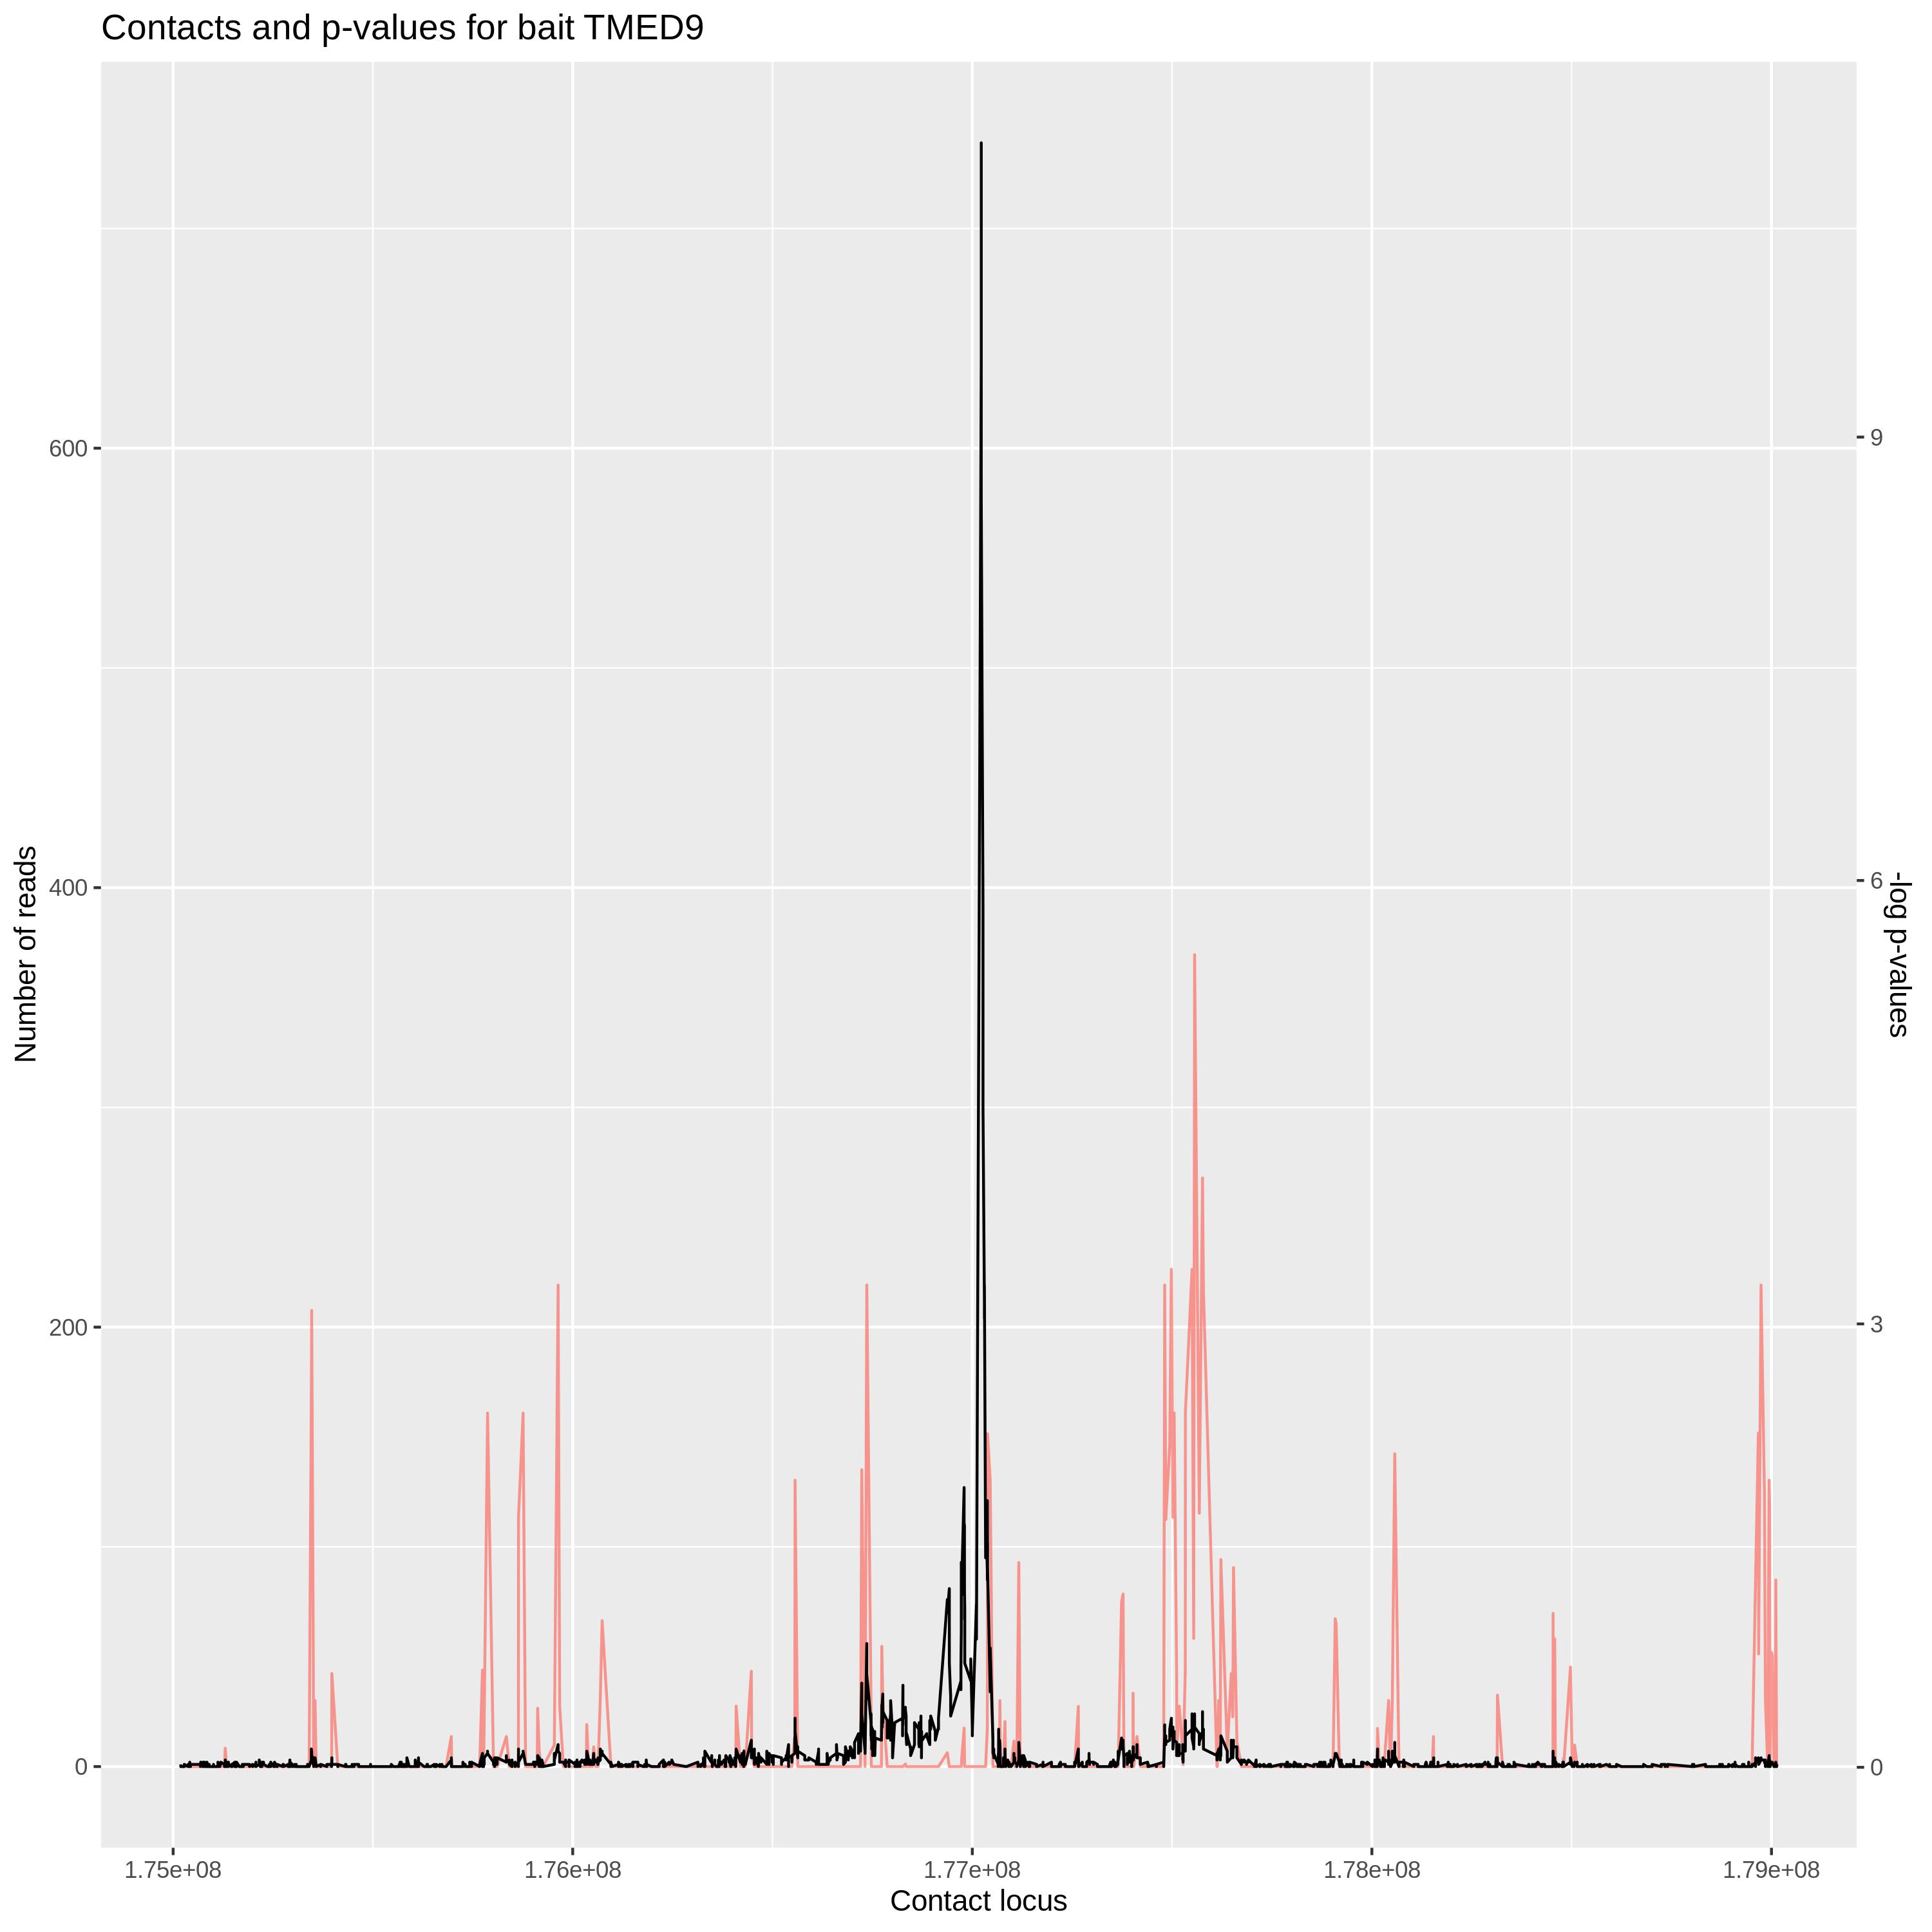 Contacts and p-values for bait TMED9
Number of reads
600
400
200
0
9
6
3
0
-log p-values
1.75e+08
1.76e+08
1.77e+08
1.78e+08
1.79e+08
Contact locus